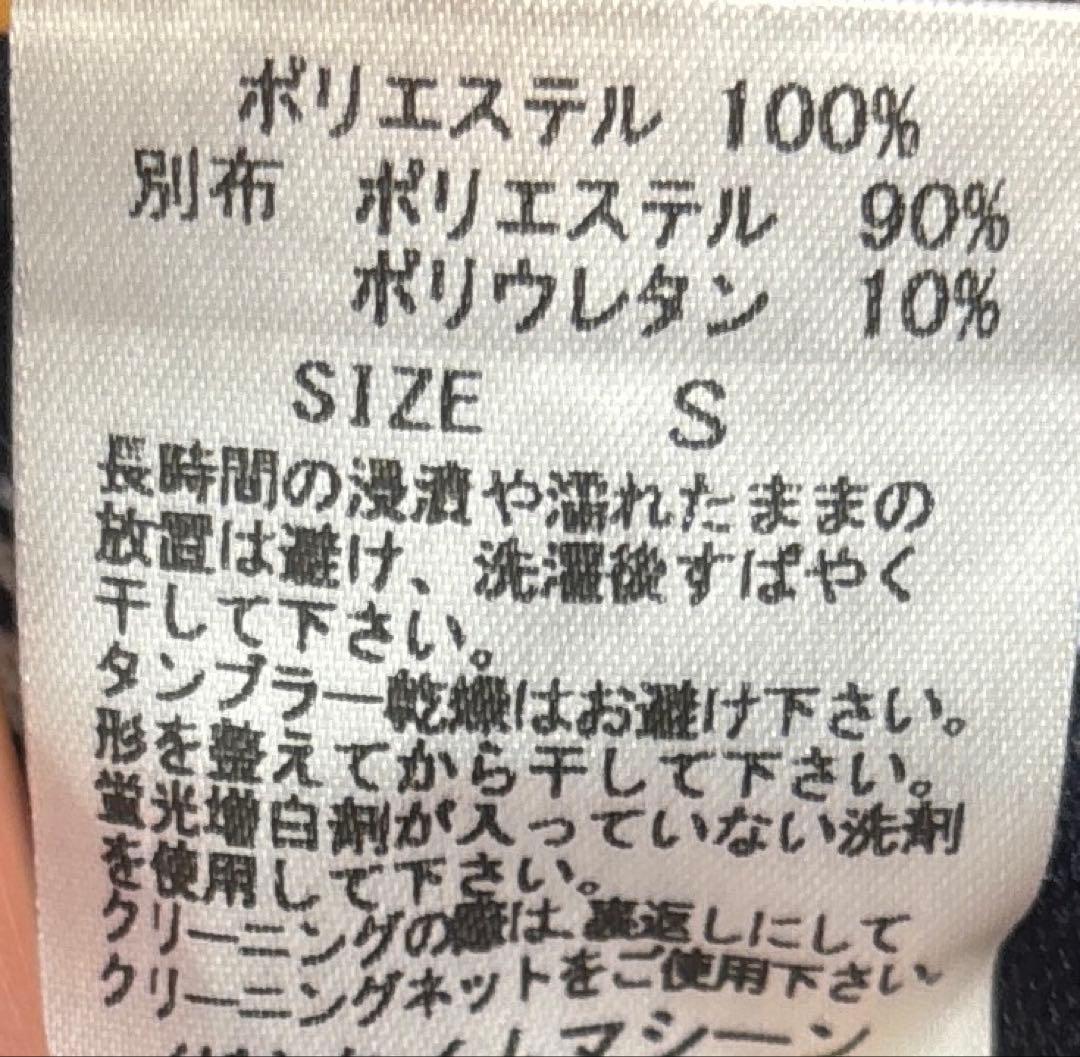 ポリエステル 100%
別布 ポリエステル 90%
ポリウレタン 10%
SIZE S
長時間の浸漬や濡れたままの
放置は避け、洗濯後すばやく
干して下さい。
タンブラー乾燥はお避け下さい。
形を整えてから干して下さい。
蛍光増白剤が入っていない洗剤
を使用して下さい。
クリーニングの際は、裏返しにして
クリーニングネットをご使用下さい
マシーン